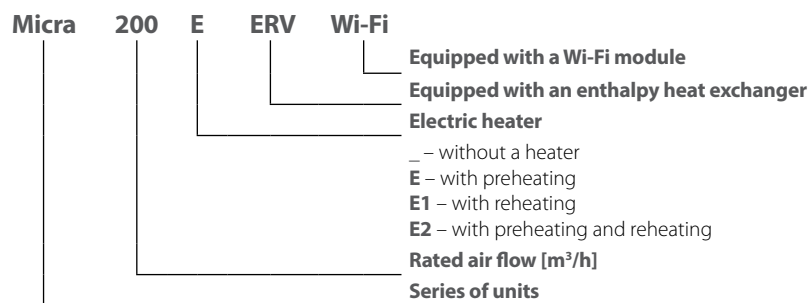 Micra 200 E ERV Wi-Fi
Equipped with a Wi-Fi module
Equipped with an enthalpy heat exchanger
Electric heater
_ – without a heater
E – with preheating
E1 – with reheating
E2 – with preheating and reheating
Rated air flow [m³/h]
Series of units